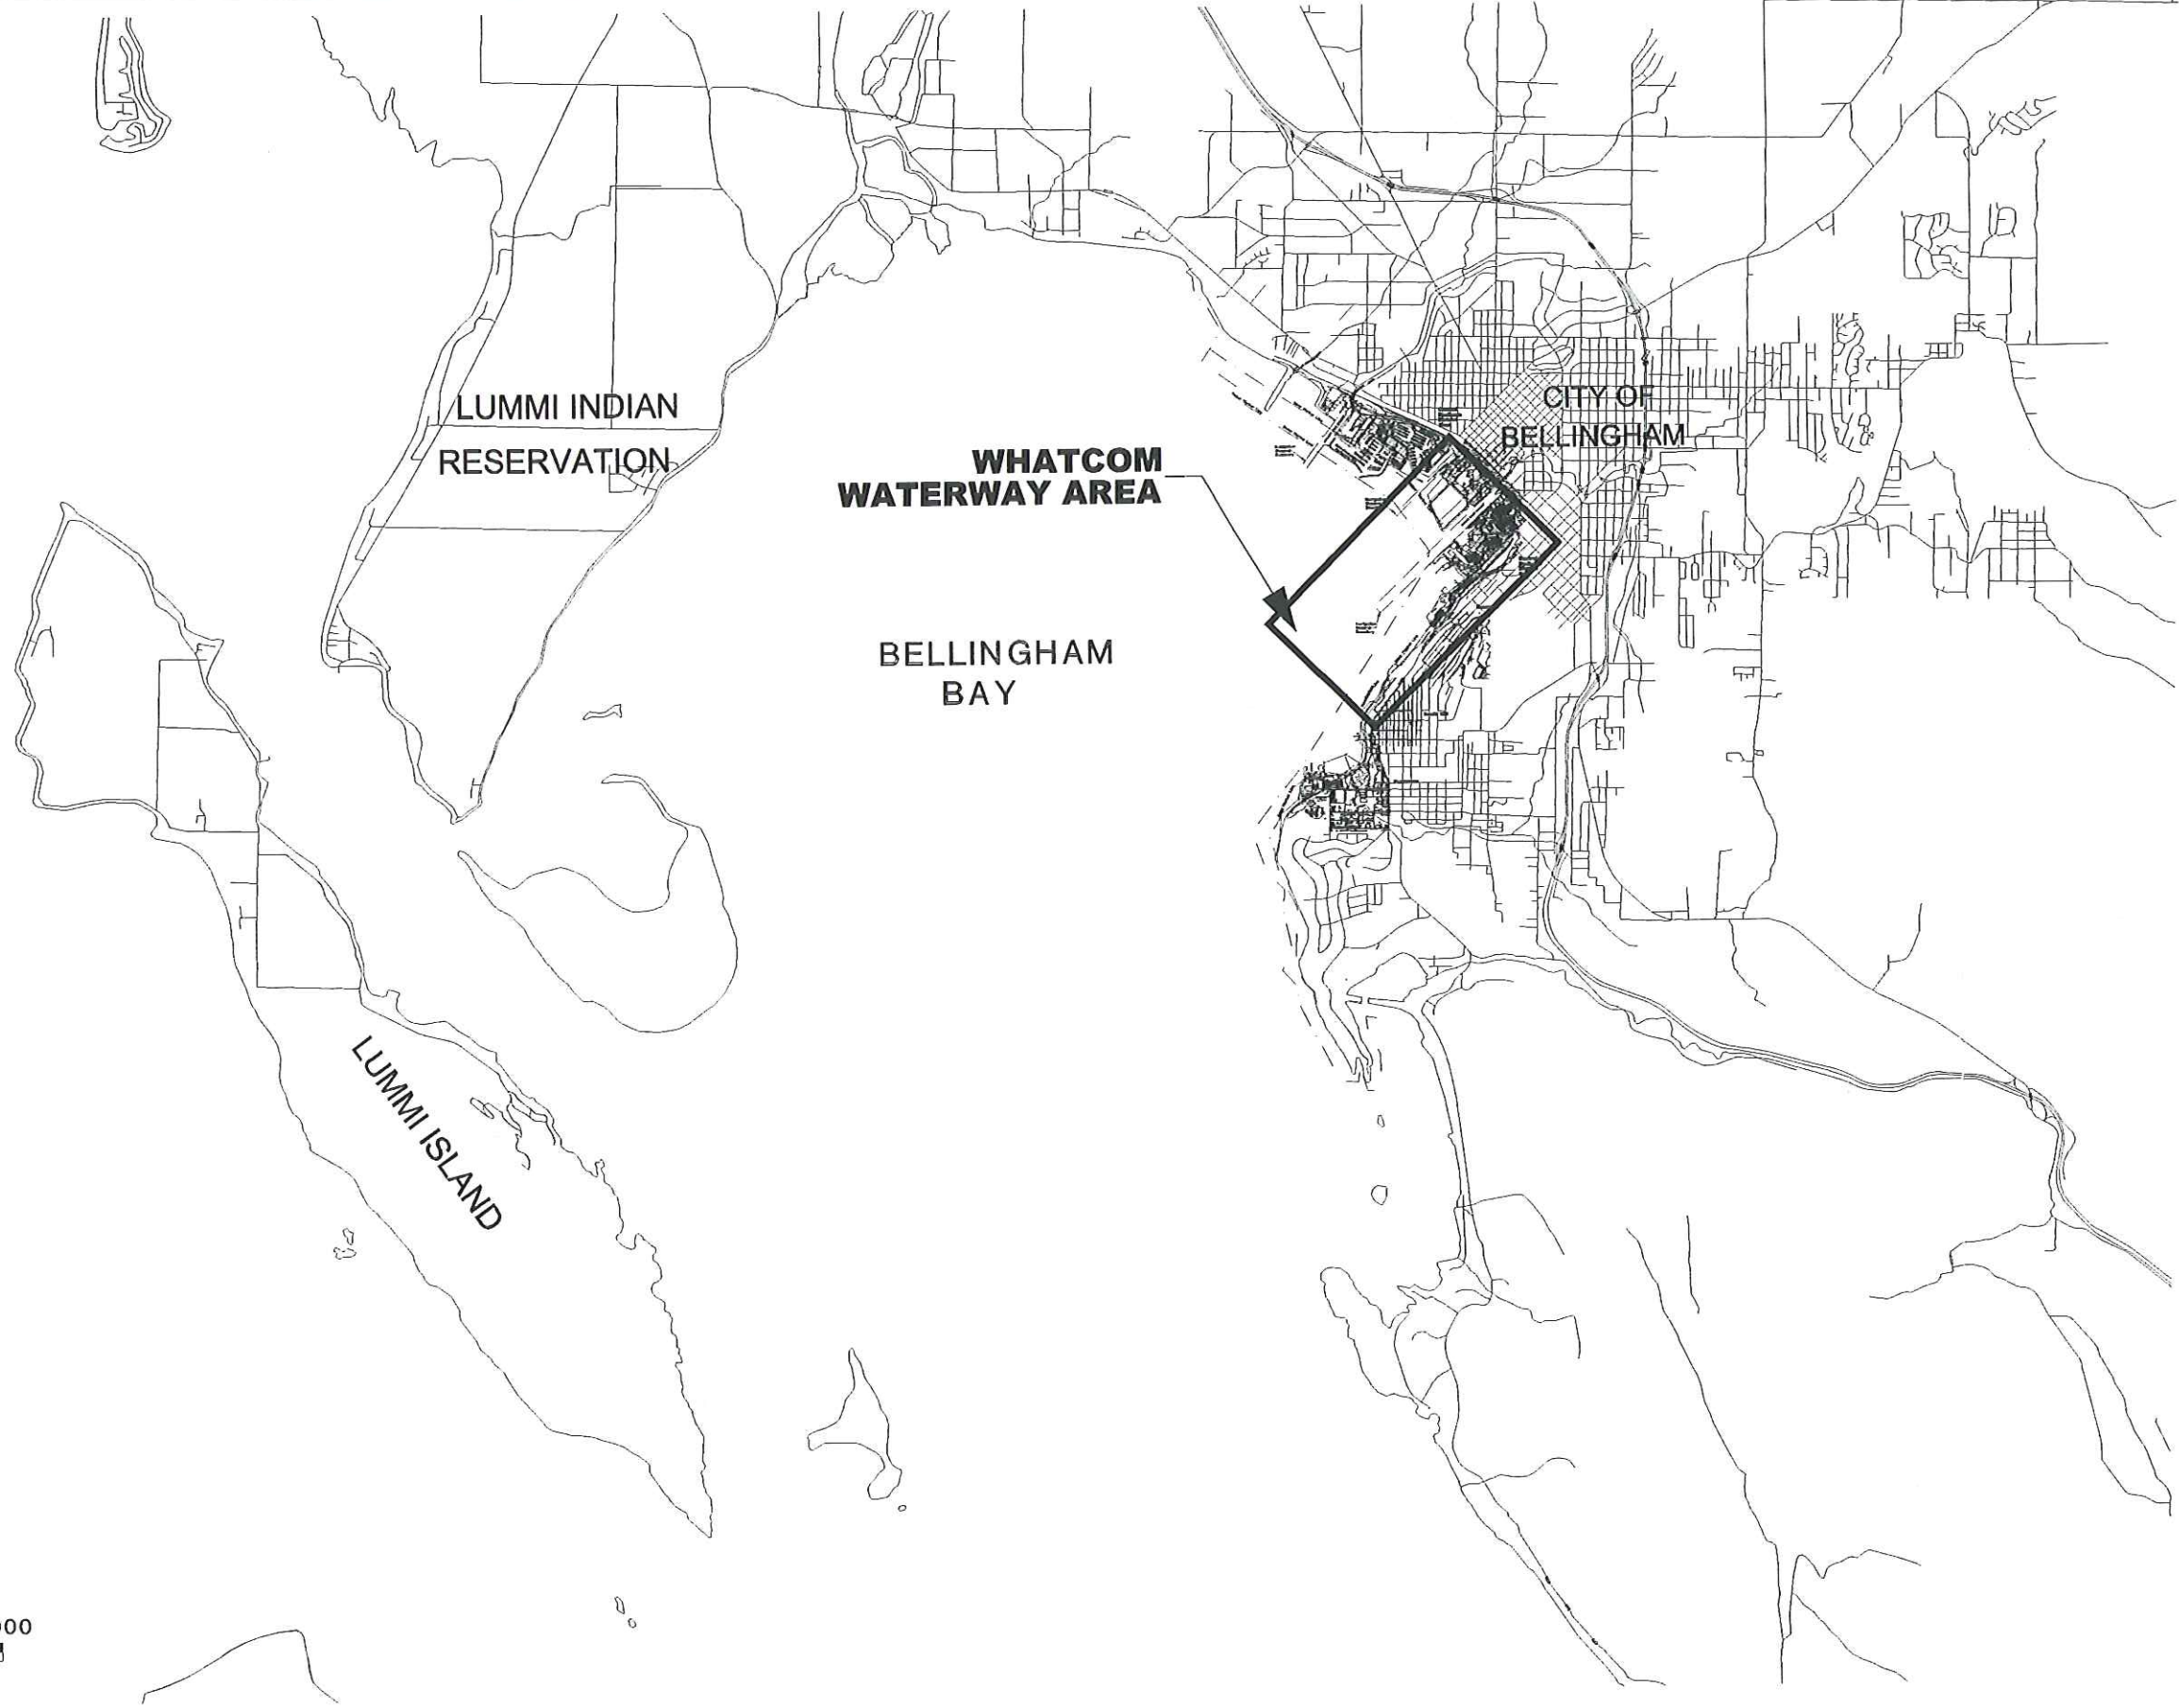 LUMMI INDIAN
RESERVATION
WHATCOM
WATERWAY AREA
CITY OF
BELLINGHAM
BELLINGHAM
BAY
LUMMI ISLAND